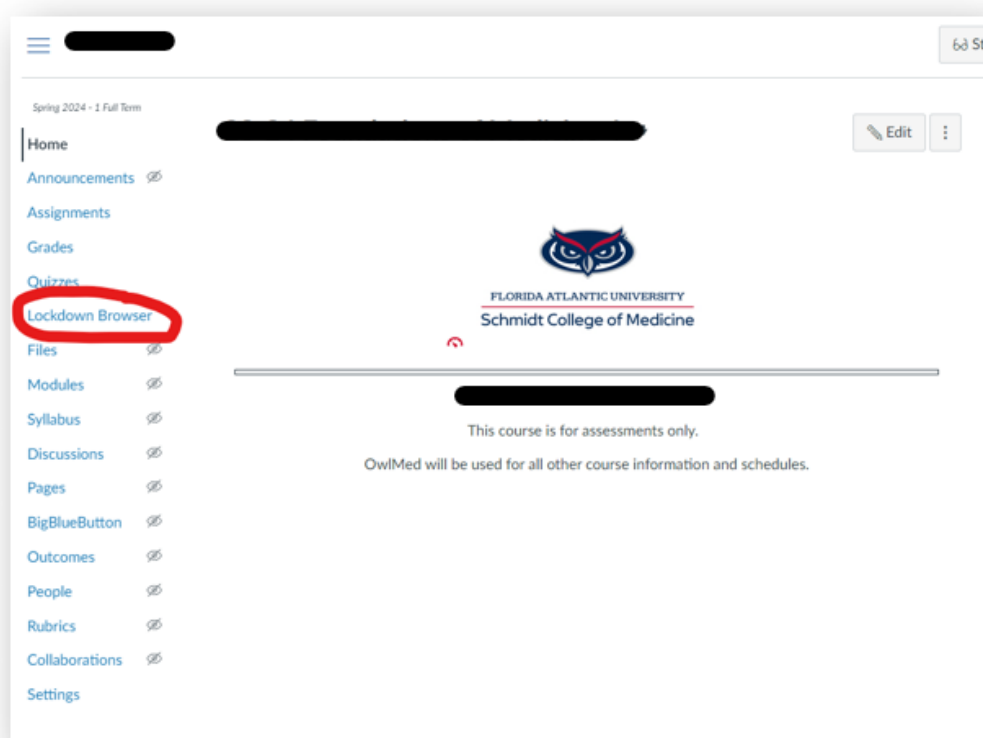 St
Spring 2024 - 1 Full Term
Home
Announcements
Assignments
Grades
Quizzes
Lockdown Browser
Files
Modules
Syllabus
Discussions
Pages
BigBlueButton
Outcomes
People
Rubrics
Collaborations
Settings
Edit
FLORIDA ATLANTIC UNIVERSITY
Schmidt College of Medicine
This course is for assessments only.
OwlMed will be used for all other course information and schedules.